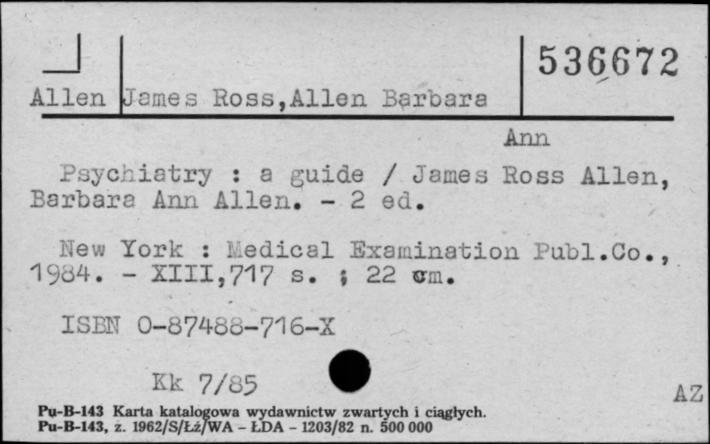 536672
Allen James Ross,Allen Barbara
Ann
Psychiatry : a guide / James Ross Allen,
Barbara Ann Allen. - 2 ed.
New York : Medical Examination Publ.Co.,
1984. - XIII,717 s. ; 22 cm.
ISBN 0-87488-716-X
Kk 7/85
AZ
Pu-B-143 Karta katalogowa wydawnictw zwartych i ciągłych.
Pu-B-143, z. 1962/S/Łż/WA - ŁDA - 1203/82 n. 500 000